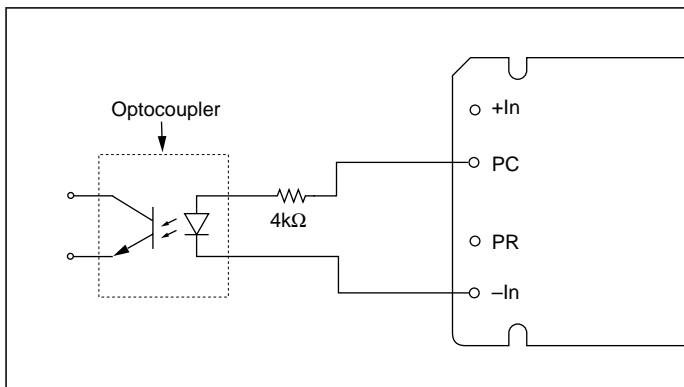 Optocoupler
4kΩ
+In
PC
PR
–In